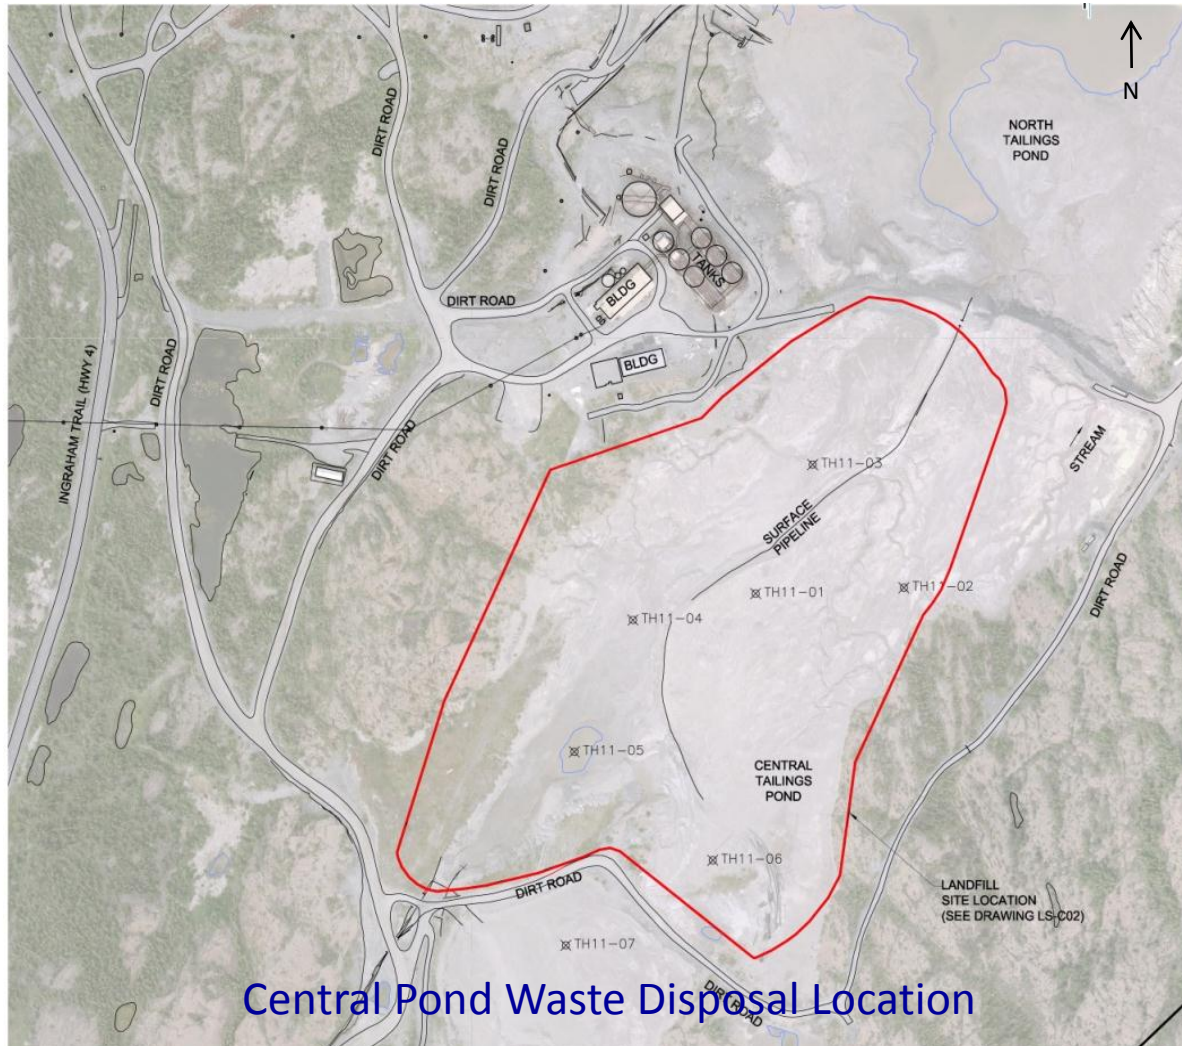 N
NORTH
TAILINGS
POND
DIRT ROAD
DIRT ROAD
TANKS
BLDG
DIRT ROAD
BLDG
DIRT ROAD
INGRAHAM TRAIL (HWY 4)
DIRT ROAD
STREAM
TH11-03
SURFACE
PIPELINE
DIRT ROAD
TH11-01
TH11-02
TH11-04
TH11-05
CENTRAL
TAILINGS
POND
TH11-06
DIRT ROAD
LANDFILL
SITE LOCATION
(SEE DRAWING LS-C02)
TH11-07
DIRT ROAD
Central Pond Waste Disposal Location